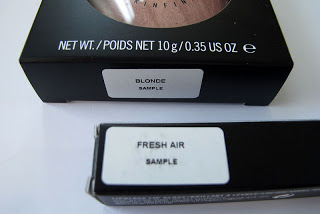 NET WT. / POIDS NET 10 g / 0.35 US OZ e
BLONDE
SAMPLE
FRESH AIR
SAMPLE